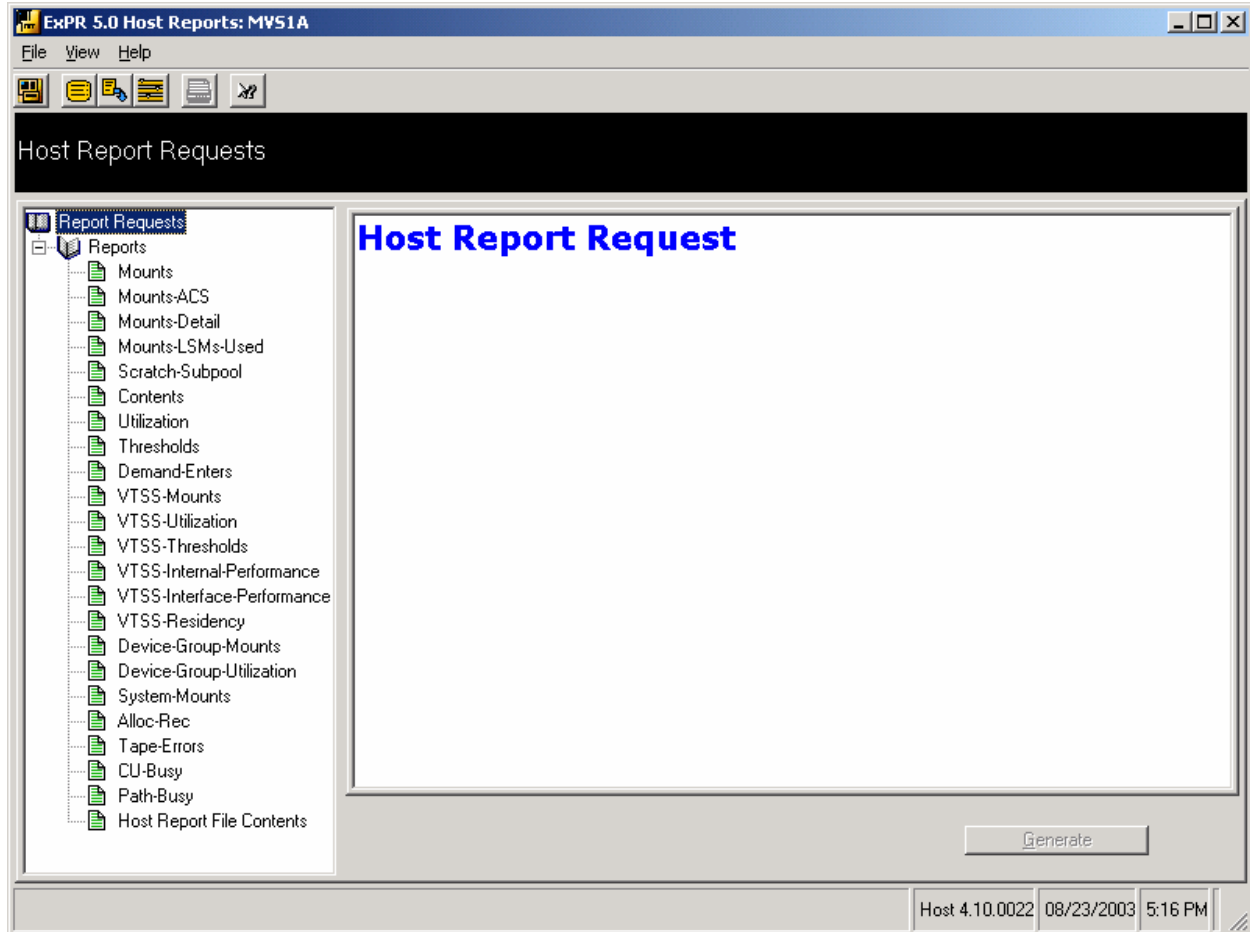 ExPR 5.0 Host Reports: MVS1A
File View Help
Host Report Requests
Report Requests
Reports
Mounts
Mounts-ACS
Mounts-Detail
Mounts-LSMs-Used
Scratch-Subpool
Contents
Utilization
Thresholds
Demand-Enters
VTSS-Mounts
VTSS-Utilization
VTSS-Thresholds
VTSS-Internal-Performance
VTSS-Interface-Performance
VTSS-Residency
Device-Group-Mounts
Device-Group-Utilization
System-Mounts
Alloc-Rec
Tape-Errors
CU-Busy
Path-Busy
Host Report File Contents
Host Report Request
Generate
Host 4.10.0022 08/23/2003 5:16 PM